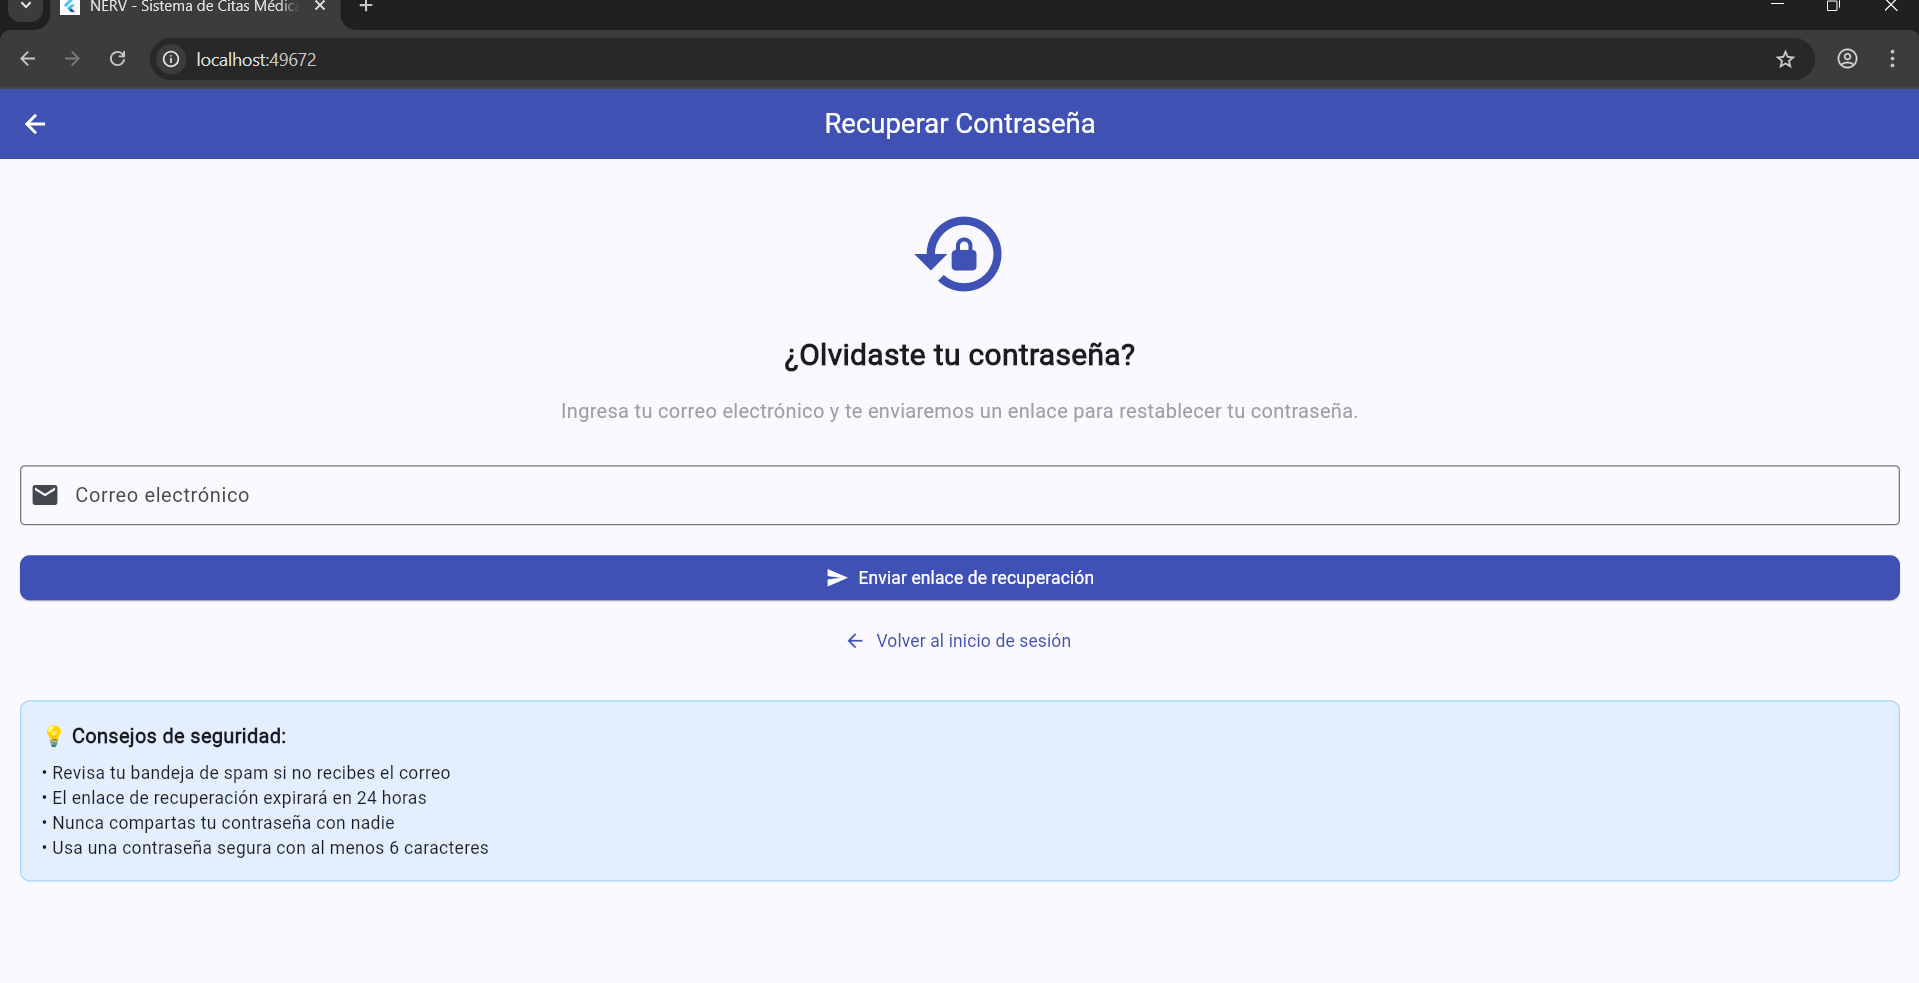 NERV - Sistema de Citas Médica
localhost:49672
Recuperar Contraseña
¿Olvidaste tu contraseña?
Ingresa tu correo electrónico y te enviaremos un enlace para restablecer tu contraseña.
Correo electrónico
Enviar enlace de recuperación
Volver al inicio de sesión
💡 Consejos de seguridad:
• Revisa tu bandeja de spam si no recibes el correo
• El enlace de recuperación expirará en 24 horas
• Nunca compartas tu contraseña con nadie
• Usa una contraseña segura con al menos 6 caracteres